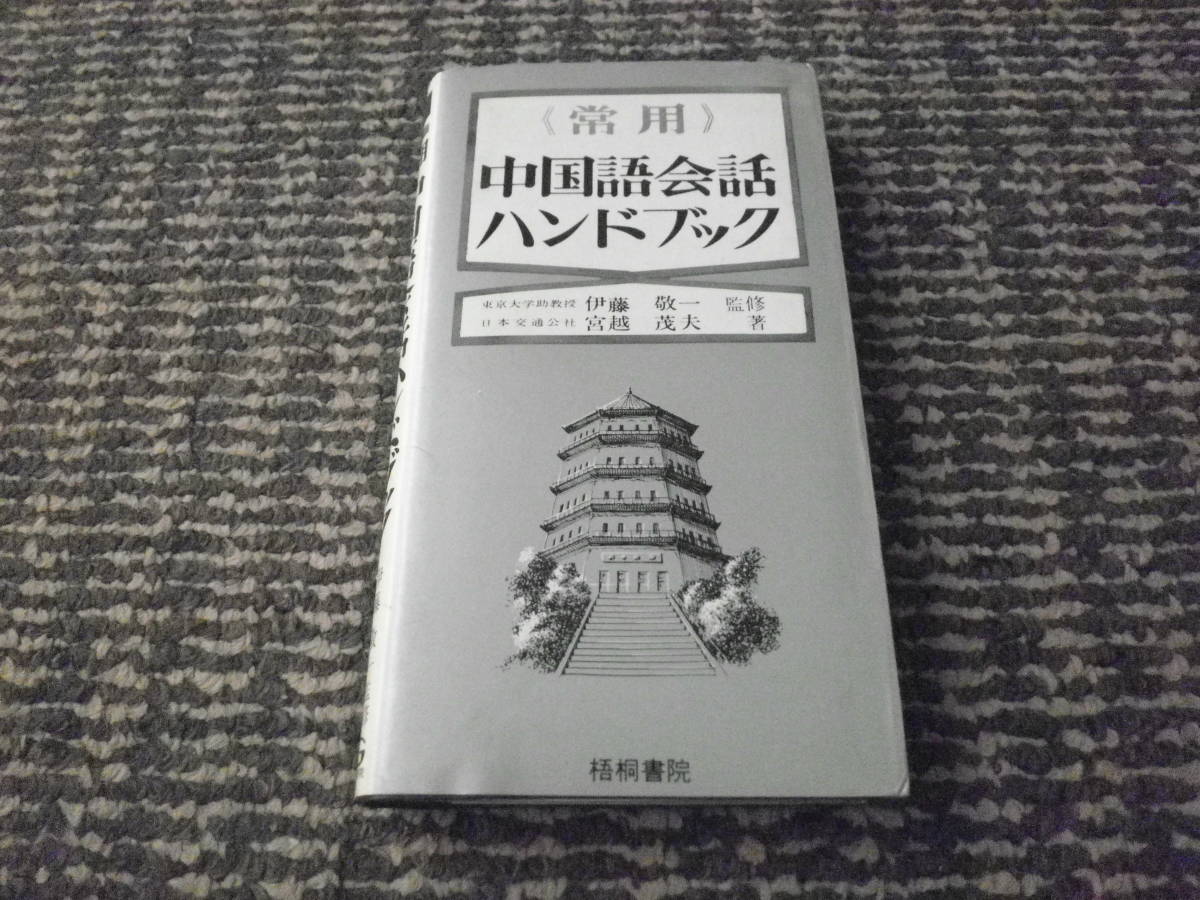 《常用》
中国語会話
ハンドブック
東京大学助教授 伊藤 敬一 監修
日本交通公社 宮越 茂夫 著
梧桐書院